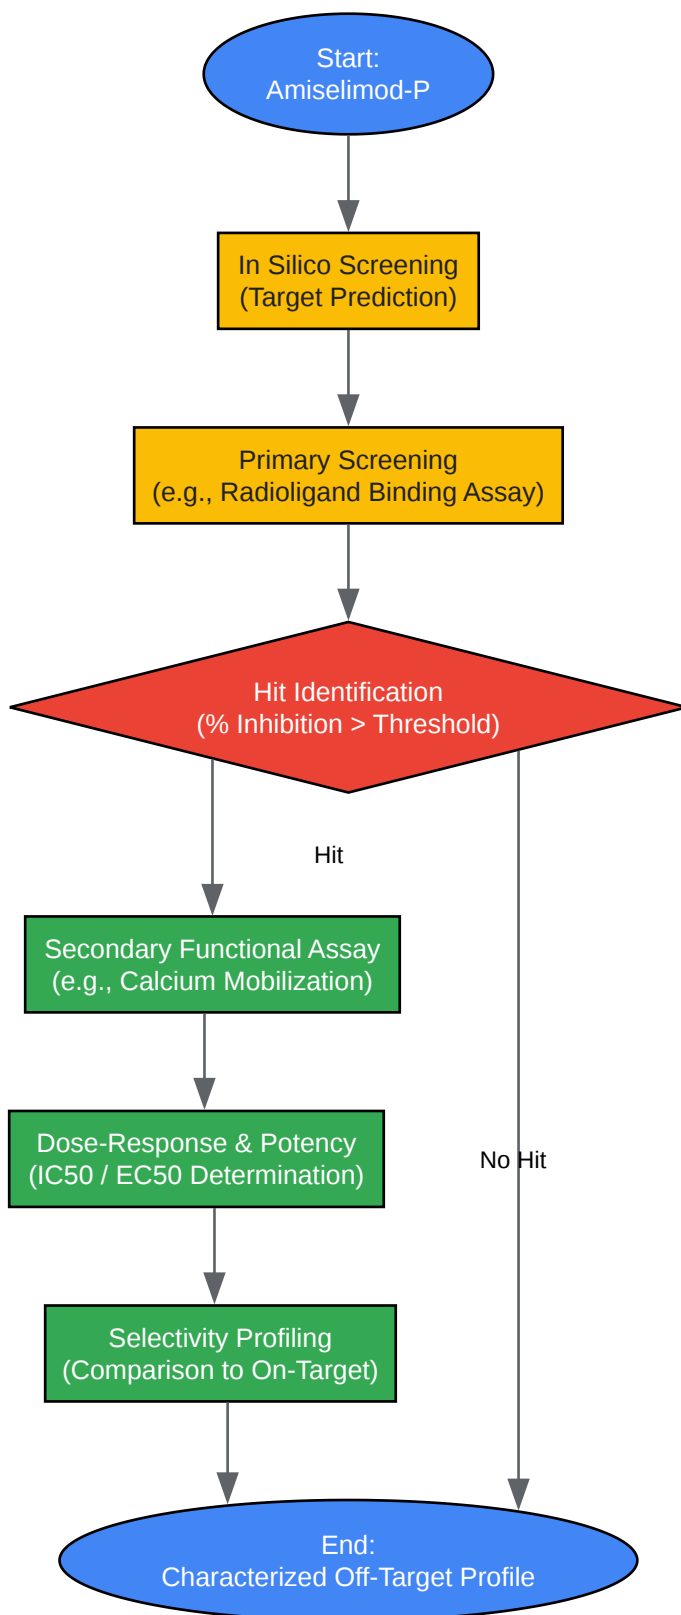 Start:
Amiselimod-P
In Silico Screening
(Target Prediction)
Primary Screening
(e.g., Radioligand Binding Assay)
Hit Identification
(% Inhibition > Threshold)
Hit
Secondary Functional Assay
(e.g., Calcium Mobilization)
Dose-Response & Potency
(IC50 / EC50 Determination)
No Hit
Selectivity Profiling
(Comparison to On-Target)
End:
Characterized Off-Target Profile